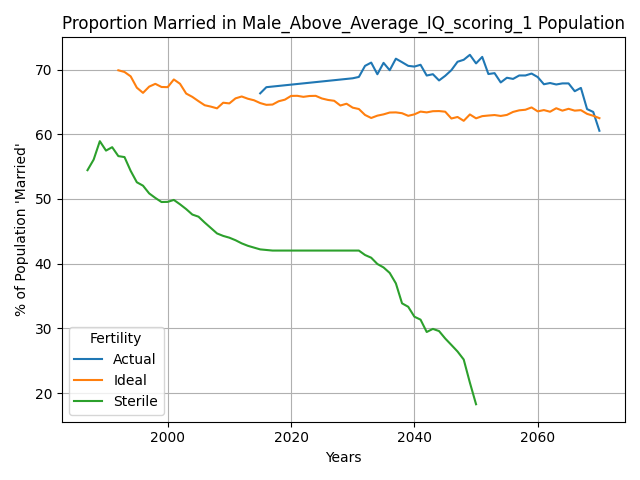 Proportion Married in Male_Above_Average_IQ_scoring_1 Population
% of Population 'Married'
70
60
50
40
30
20
Fertility
Actual
Ideal
Sterile
2000
2020
2040
2060
Years